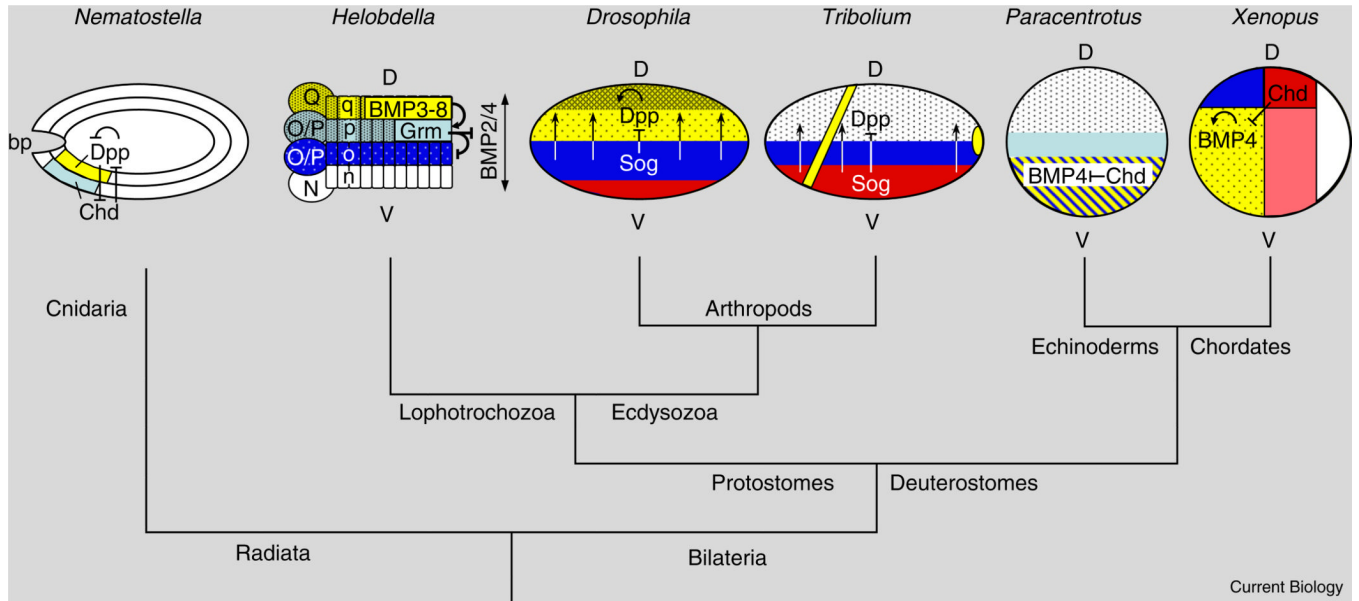 Nematostella
Helobdella
Drosophila
Tribolium
Paracentrotus
Xenopus
bp
Dpp
Chd
D
Q
q
BMP3-8
O/P
p
Grm
O/P
o
N
n
V
BMP2/4
D
Dpp
Sog
V
D
Dpp
Sog
V
D
BMP4
Chd
V
D
Chd
BMP4
V
Cnidaria
Arthropods
Echinoderms
Chordates
Lophotrochozoa
Ecdysozoa
Protostomes
Deuterostomes
Radiata
Bilateria
Current Biology